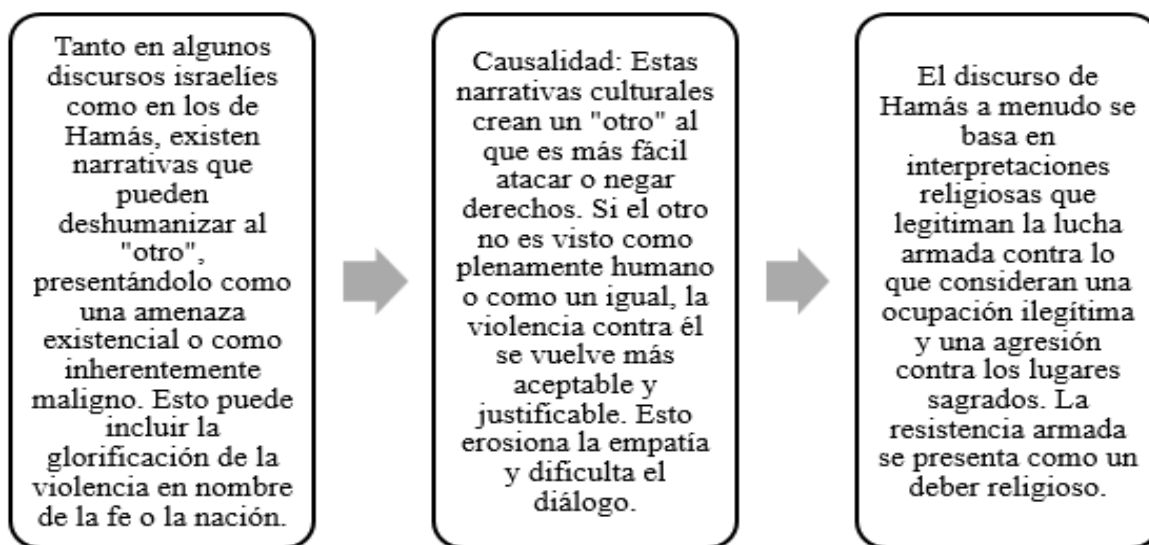 Tanto en algunos
discursos israelíes
como en los de
Hamás, existen
narrativas que
pueden
deshumanizar al
"otro",
presentándolo como
una amenaza
existencial o como
inherentemente
maligno. Esto puede
incluir la
glorificación de la
violencia en nombre
de la fe o la nación.
Causalidad: Estas
narrativas culturales
crean un "otro" al
que es más fácil
atacar o negar
derechos. Si el otro
no es visto como
plenamente humano
o como un igual, la
violencia contra él
se vuelve más
aceptable y
justificable. Esto
erosiona la empatía
y dificulta el
diálogo.
El discurso de
Hamás a menudo se
basa en
interpretaciones
religiosas que
legitiman la lucha
armada contra lo
que consideran una
ocupación ilegítima
y una agresión
contra los lugares
sagrados. La
resistencia armada
se presenta como un
deber religioso.